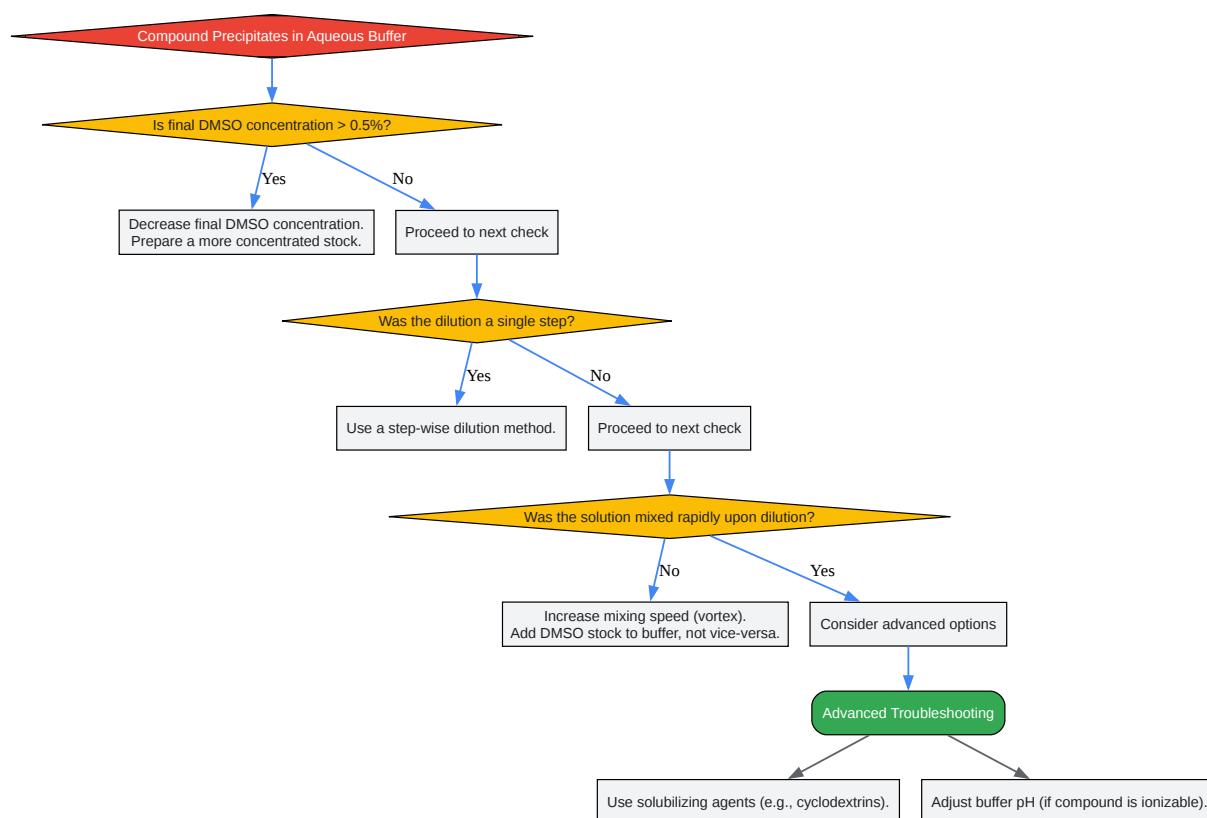 Compound Precipitates in Aqueous Buffer
Is final DMSO concentration > 0.5%?
Yes
No
Decrease final DMSO concentration.
Prepare a more concentrated stock.
Proceed to next check
Was the dilution a single step?
Yes
No
Use a step-wise dilution method.
Proceed to next check
Was the solution mixed rapidly upon dilution?
No
Yes
Increase mixing speed (vortex).
Add DMSO stock to buffer, not vice-versa.
Consider advanced options
Advanced Troubleshooting
Use solubilizing agents (e.g., cyclodextrins).
Adjust buffer pH (if compound is ionizable).